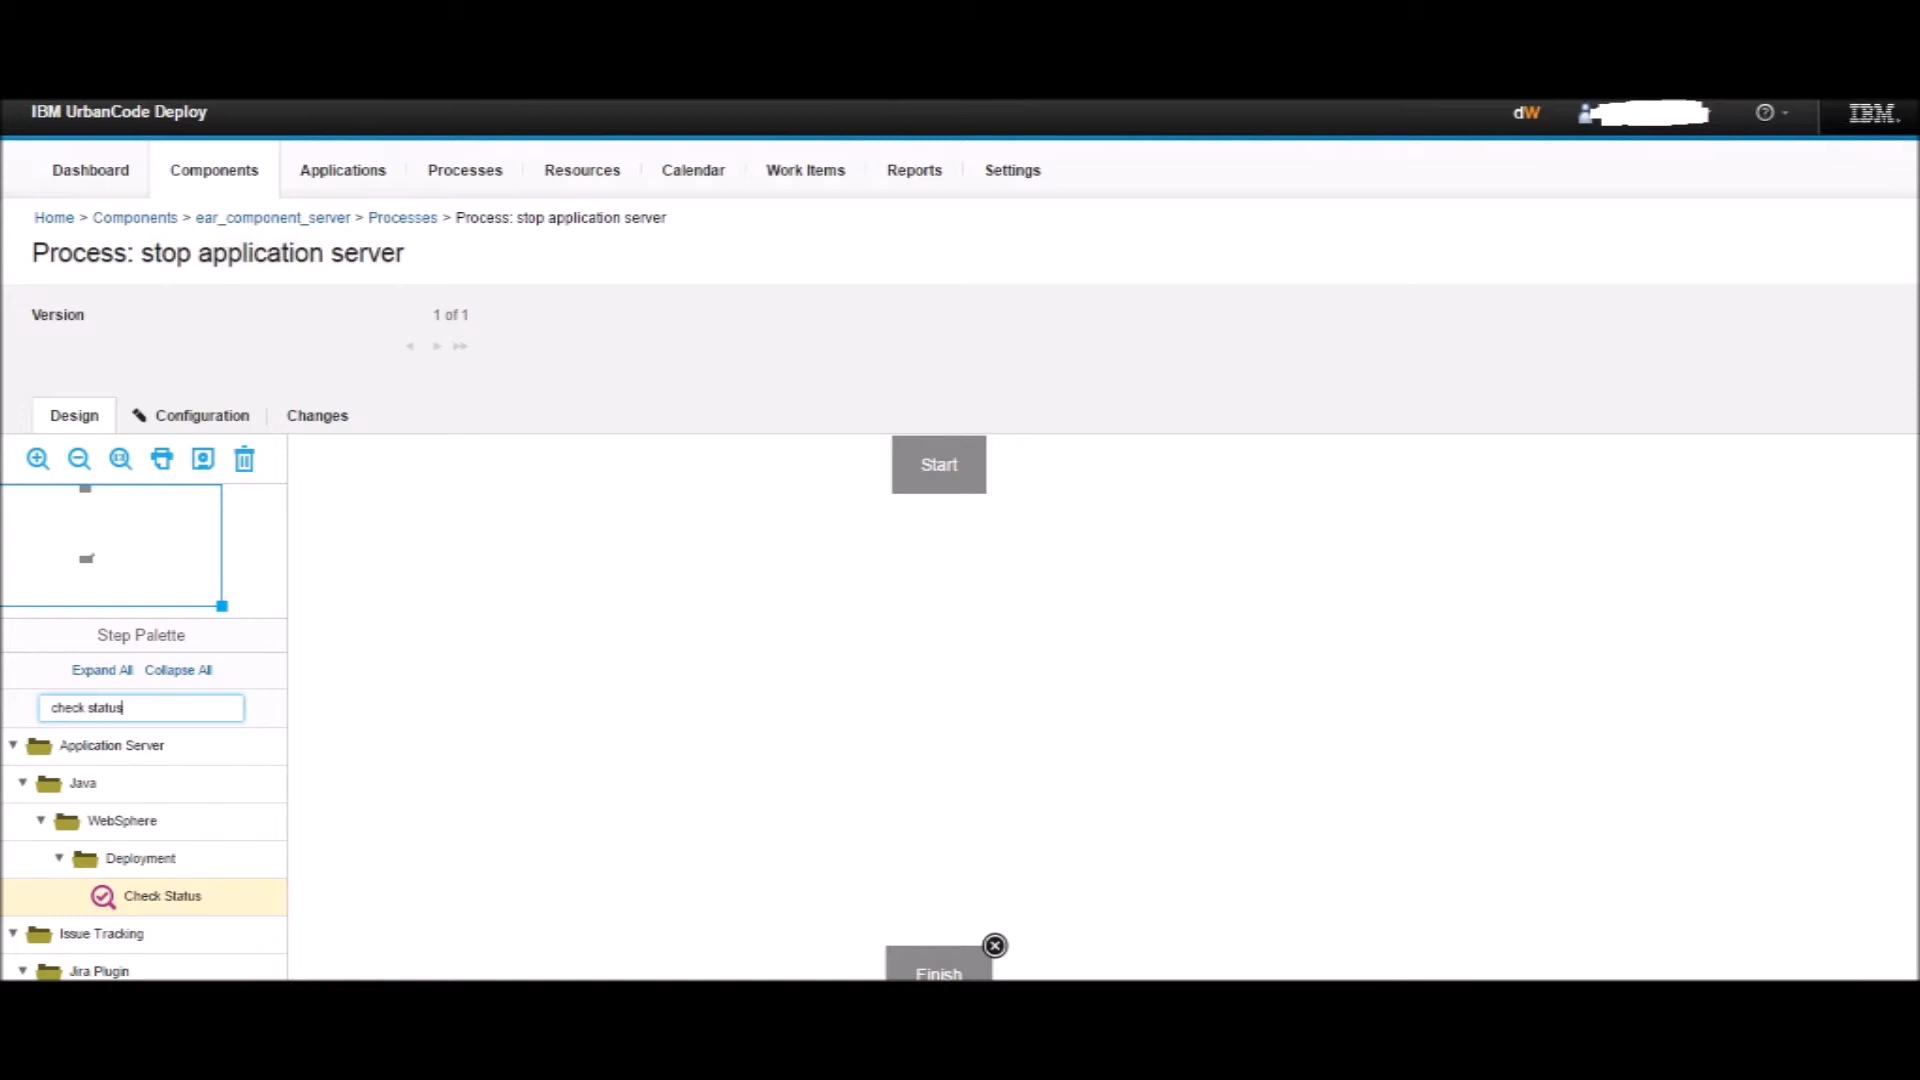 IBM UrbanCode Deploy
dW
IBM.
Dashboard Components Applications Processes Resources Calendar Work Items Reports Settings
Home > Components > ear_component_server > Processes > Process: stop application server
Process: stop application server
Version 1 of 1
Design Configuration Changes
Start
Step Palette
Expand All Collapse All
check status
Application Server
Java
WebSphere
Deployment
Check Status
Issue Tracking
Finish
Jira Plugin